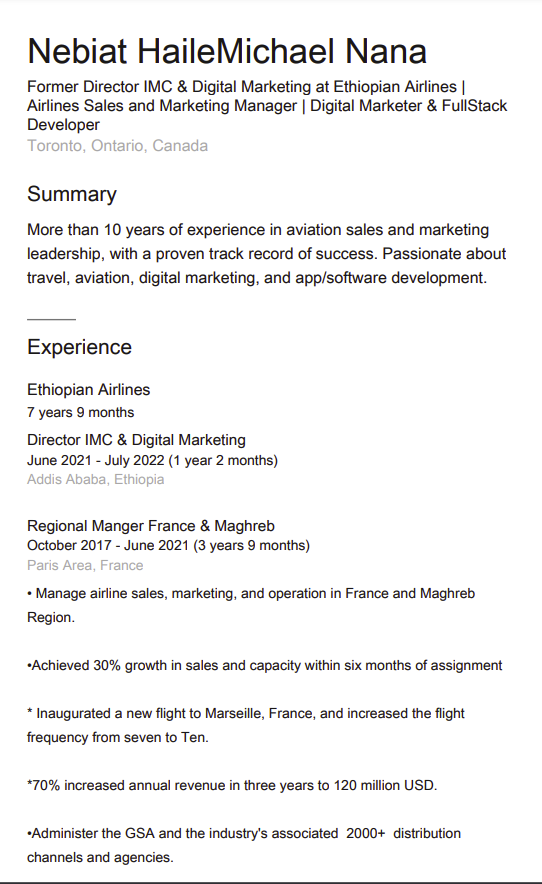 Nebiat HaileMichael Nana
Former Director IMC & Digital Marketing at Ethiopian Airlines |
Airlines Sales and Marketing Manager | Digital Marketer & FullStack
Developer
Toronto, Ontario, Canada
Summary
More than 10 years of experience in aviation sales and marketing
leadership, with a proven track record of success. Passionate about
travel, aviation, digital marketing, and app/software development.
Experience
Ethiopian Airlines
7 years 9 months
Director IMC & Digital Marketing
June 2021 - July 2022 (1 year 2 months)
Addis Ababa, Ethiopia
Regional Manger France & Maghreb
October 2017 - June 2021 (3 years 9 months)
Paris Area, France
• Manage airline sales, marketing, and operation in France and Maghreb
Region.
•Achieved 30% growth in sales and capacity within six months of assignment
* Inaugurated a new flight to Marseille, France, and increased the flight
frequency from seven to Ten.
*70% increased annual revenue in three years to 120 million USD.
•Administer the GSA and the industry's associated  2000+  distribution
channels and agencies.